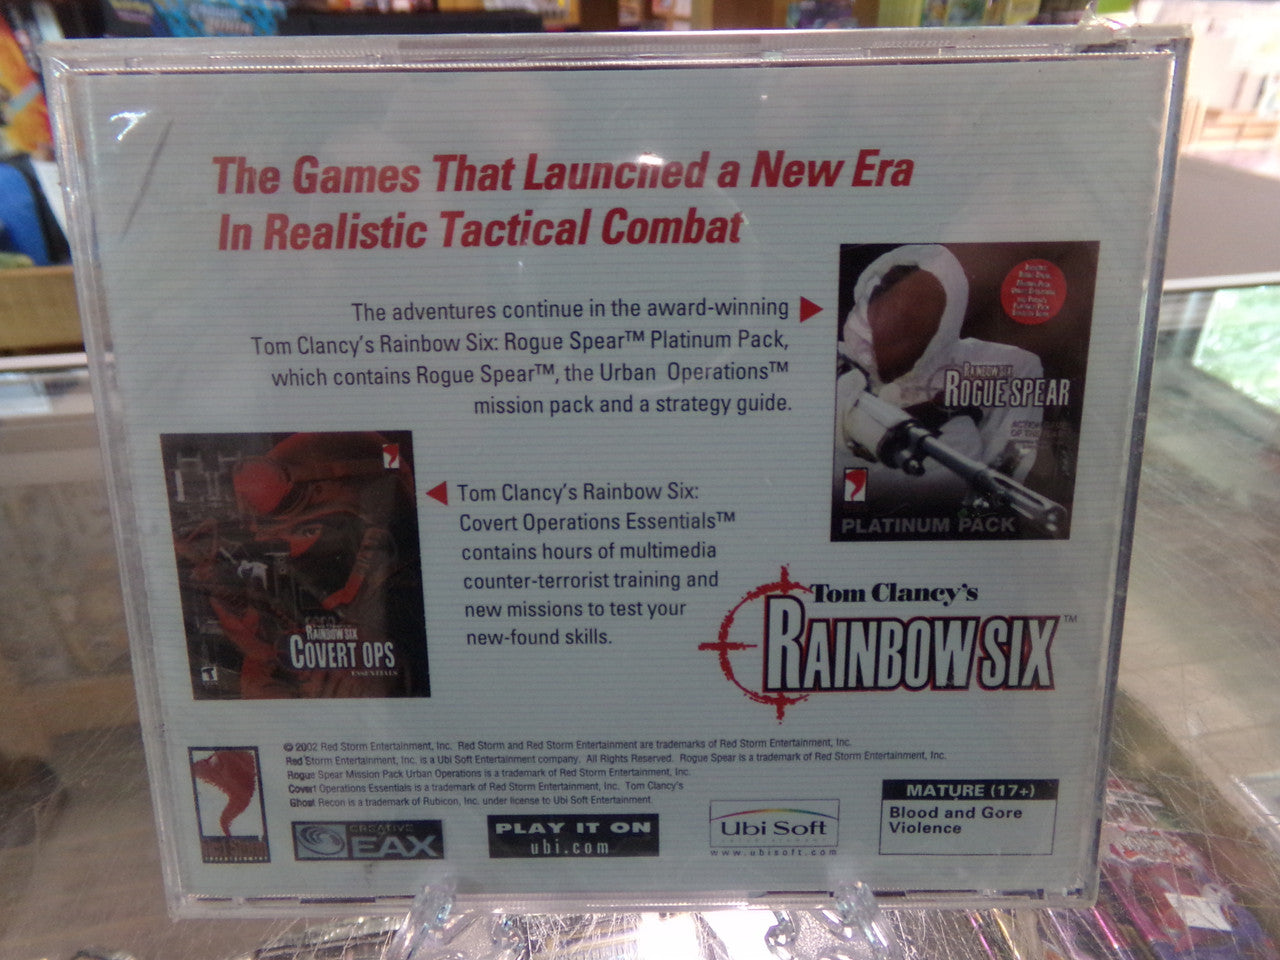 The Games That Launched a New Era
In Realistic Tactical Combat
The adventures continue in the award-winning
Tom Clancy's Rainbow Six: Rogue Spear™ Platinum Pack,
which contains Rogue Spear™, the Urban Operations™
mission pack and a strategy guide.
RAINBOW SIX
ROGUE SPEAR
PLATINUM PACK
Tom Clancy's Rainbow Six:
Covert Operations Essentials™
contains hours of multimedia
counter-terrorist training and
new missions to test your
new-found skills.
RAINBOW SIX
COVERT OPS
ESSENTIALS
Tom Clancy's
RAINBOW SIX™
© 2002 Red Storm Entertainment, Inc. Red Storm and Red Storm Entertainment are trademarks of Red Storm Entertainment, Inc.
Red Storm Entertainment, Inc. is a Ubi Soft Entertainment company. All Rights Reserved. Rogue Spear is a trademark of Red Storm Entertainment, Inc.
Rogue Spear Mission Pack Urban Operations is a trademark of Red Storm Entertainment, Inc.
Covert Operations Essentials is a trademark of Red Storm Entertainment, Inc. Tom Clancy's
Ghost Recon is a trademark of Rubicon, Inc. under license to Ubi Soft Entertainment
RED STORM
ENTERTAINMENT
CREATIVE
EAX
PLAY IT ON
ubi.com
Ubi Soft
ENTERTAINMENT
www.ubisoft.com
MATURE (17+)
Blood and Gore
Violence